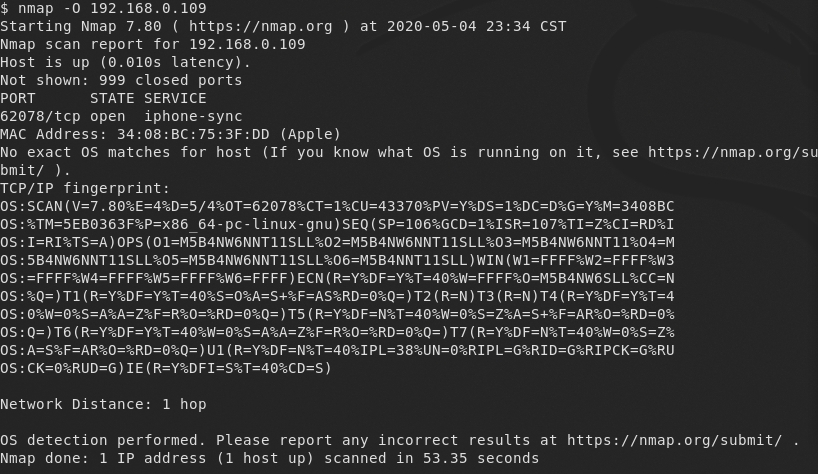 $ nmap -O 192.168.0.109
Starting Nmap 7.80 ( https://nmap.org ) at 2020-05-04 23:34 CST
Nmap scan report for 192.168.0.109
Host is up (0.010s latency).
Not shown: 999 closed ports
PORT      STATE SERVICE
62078/tcp open  iphone-sync
MAC Address: 34:08:BC:75:3F:DD (Apple)
No exact OS matches for host (If you know what OS is running on it, see https://nmap.org/su
bmit/ ).
TCP/IP fingerprint:
OS:SCAN(V=7.80%E=4%D=5/4%OT=62078%CT=1%CU=43370%PV=Y%DS=1%DC=D%G=Y%M=3408BC
OS:%TM=5EB0363F%P=x86_64-pc-linux-gnu)SEQ(SP=106%GCD=1%ISR=107%TI=Z%CI=RD%I
OS:I=RI%TS=A)OPS(O1=M5B4NW6NNT11SLL%O2=M5B4NW6NNT11SLL%O3=M5B4NW6NNT11%O4=M
OS:5B4NW6NNT11SLL%O5=M5B4NW6NNT11SLL%O6=M5B4NNT11SLL)WIN(W1=FFFF%W2=FFFF%W3
OS:=FFFF%W4=FFFF%W5=FFFF%W6=FFFF)ECN(R=Y%DF=Y%T=40%W=FFFF%O=M5B4NW6SLL%CC=N
OS:%Q=)T1(R=Y%DF=Y%T=40%S=O%A=S+%F=AS%RD=0%Q=)T2(R=N)T3(R=N)T4(R=Y%DF=Y%T=4
OS:0%W=0%S=A%A=Z%F=R%O=%RD=0%Q=)T5(R=Y%DF=N%T=40%W=0%S=Z%A=S+%F=AR%O=%RD=0%
OS:Q=)T6(R=Y%DF=Y%T=40%W=0%S=A%A=Z%F=R%O=%RD=0%Q=)T7(R=Y%DF=N%T=40%W=0%S=Z%
OS:A=S%F=AR%O=%RD=0%Q=)U1(R=Y%DF=N%T=40%IPL=38%UN=0%RIPL=G%RID=G%RIPCK=G%RU
OS:CK=0%RUD=G)IE(R=Y%DFI=S%T=40%CD=S)
Network Distance: 1 hop
OS detection performed. Please report any incorrect results at https://nmap.org/submit/ .
Nmap done: 1 IP address (1 host up) scanned in 53.35 seconds